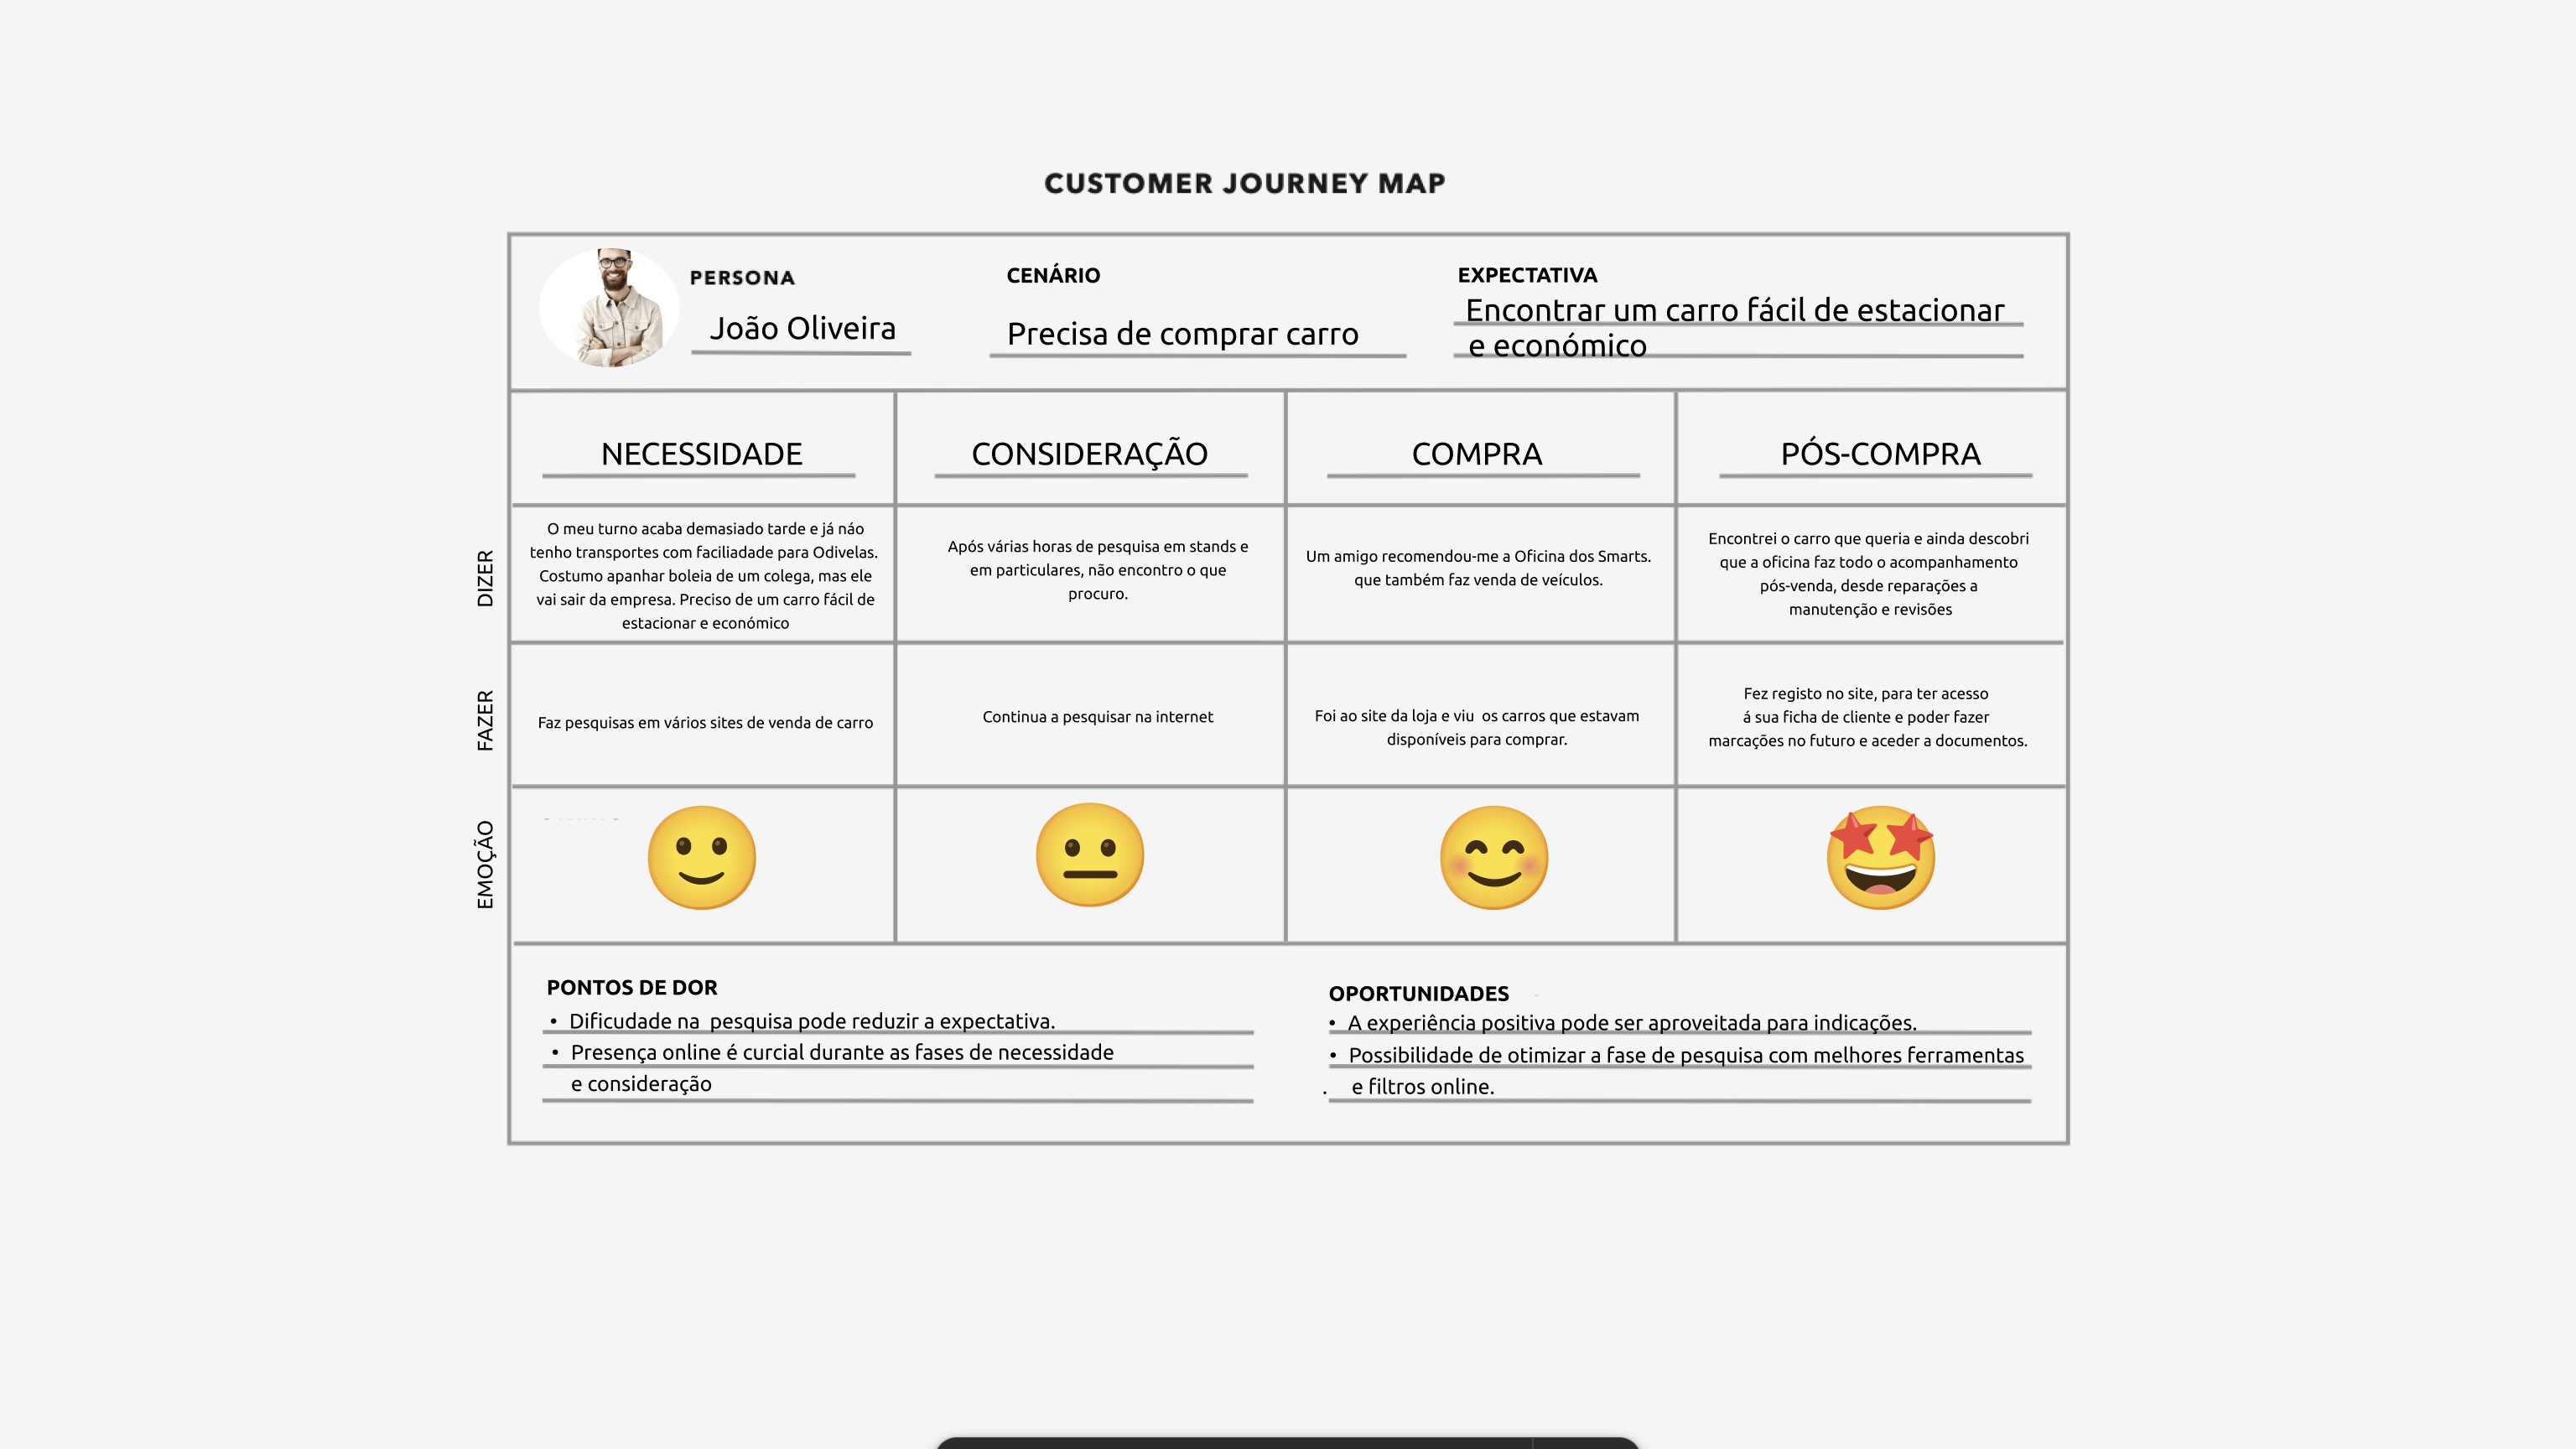 CUSTOMER JOURNEY MAP
PERSONA
João Oliveira
CENÁRIO
Precisa de comprar carro
EXPECTATIVA
Encontrar um carro fácil de estacionar
e económico
NECESSIDADE
CONSIDERAÇÃO
COMPRA
PÓS-COMPRA
DIZER
O meu turno acaba demasiado tarde e já náo
tenho transportes com faciliadade para Odivelas.
Costumo apanhar boleia de um colega, mas ele
vai sair da empresa. Preciso de um carro fácil de
estacionar e económico
Após várias horas de pesquisa em stands e
em particulares, não encontro o que
procuro.
Um amigo recomendou-me a Oficina dos Smarts.
que também faz venda de veículos.
Encontrei o carro que queria e ainda descobri
que a oficina faz todo o acompanhamento
pós-venda, desde reparações a
manutenção e revisões
FAZER
Faz pesquisas em vários sites de venda de carro
Continua a pesquisar na internet
Foi ao site da loja e viu  os carros que estavam
disponíveis para comprar.
Fez registo no site, para ter acesso
á sua ficha de cliente e poder fazer
marcações no futuro e aceder a documentos.
EMOÇÃO
PONTOS DE DOR
• Dificudade na  pesquisa pode reduzir a expectativa.
• Presença online é curcial durante as fases de necessidade
e consideração
OPORTUNIDADES
• A experiência positiva pode ser aproveitada para indicações.
• Possibilidade de otimizar a fase de pesquisa com melhores ferramentas
. e filtros online.